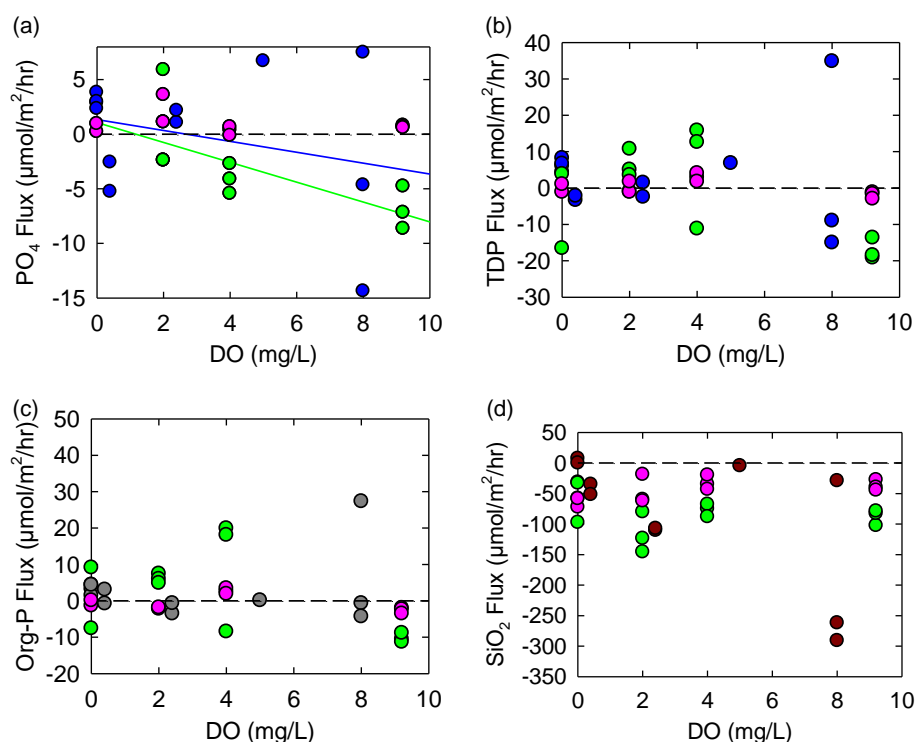 (a)
PO4 Flux (µmol/m²/hr)
5
0
-5
-10
-15
0 2 4 6 8 10
DO (mg/L)
(b)
TDP Flux (µmol/m²/hr)
40
30
20
10
0
-10
-20
-30
0 2 4 6 8 10
DO (mg/L)
(c)
Org-P Flux (µmol/m²/hr)
50
40
30
20
10
0
-10
-20
0 2 4 6 8 10
DO (mg/L)
(d)
SiO2 Flux (µmol/m²/hr)
50
0
-50
-100
-150
-200
-250
-300
-350
0 2 4 6 8 10
DO (mg/L)